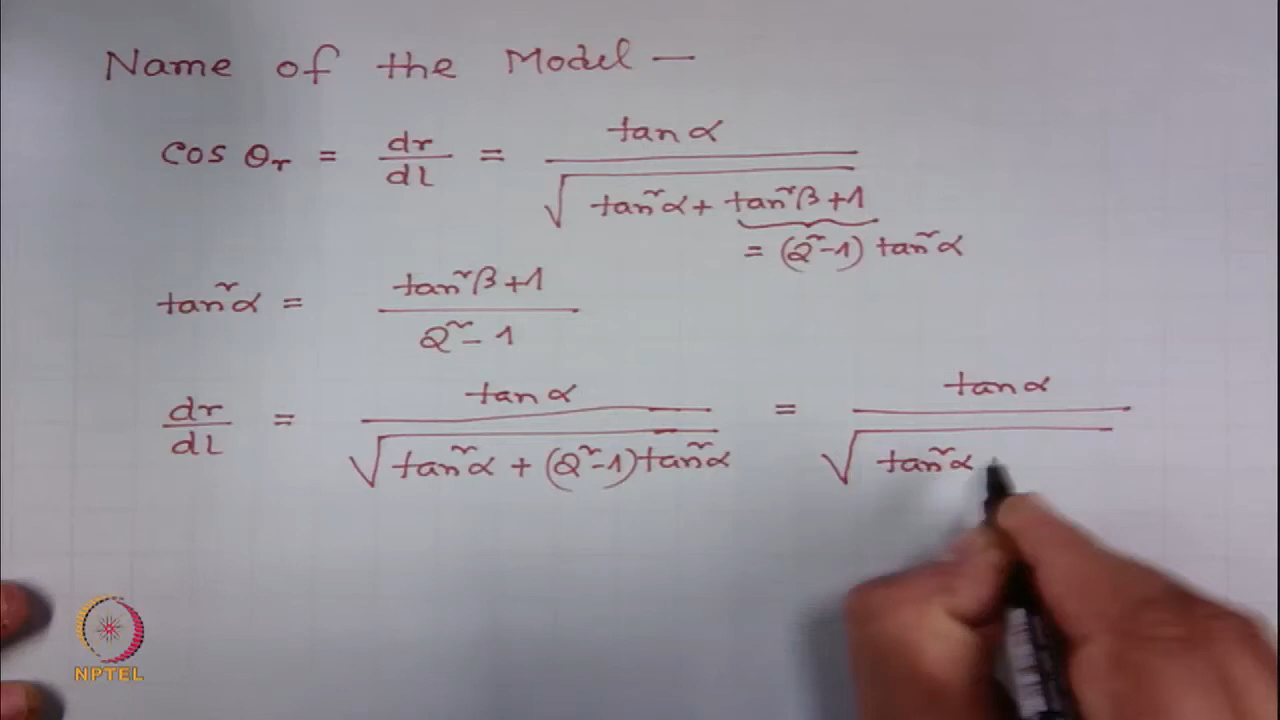 Name of the Model —
cos θr = dr/dl = tan α / √(tan²α + tan²β + 1)
= (Q² - 1) tan²α
tan²α = (tan²β + 1) / (Q² - 1)
dr/dl = tan α / √(tan²α + (Q² - 1) tan²α) = tan α / √(tan²α
NPTEL